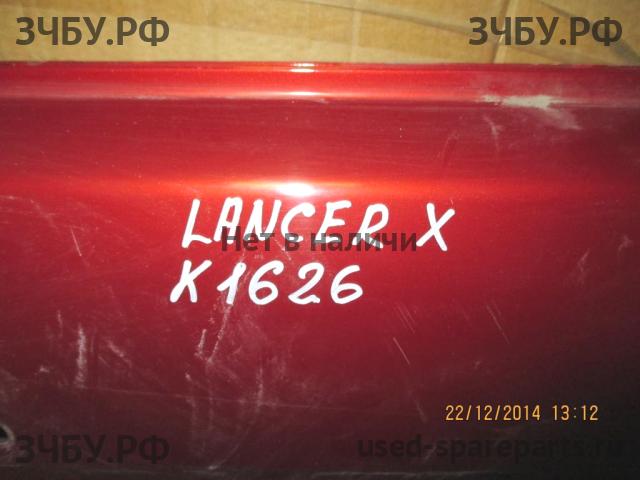 ЗЧБУ.РФ ЗЧБУ.РФ
LANCER X
Нет в наличии
K1626
22/12/2014 13:12
ЗЧБУ.РФ used-spareparts.ru